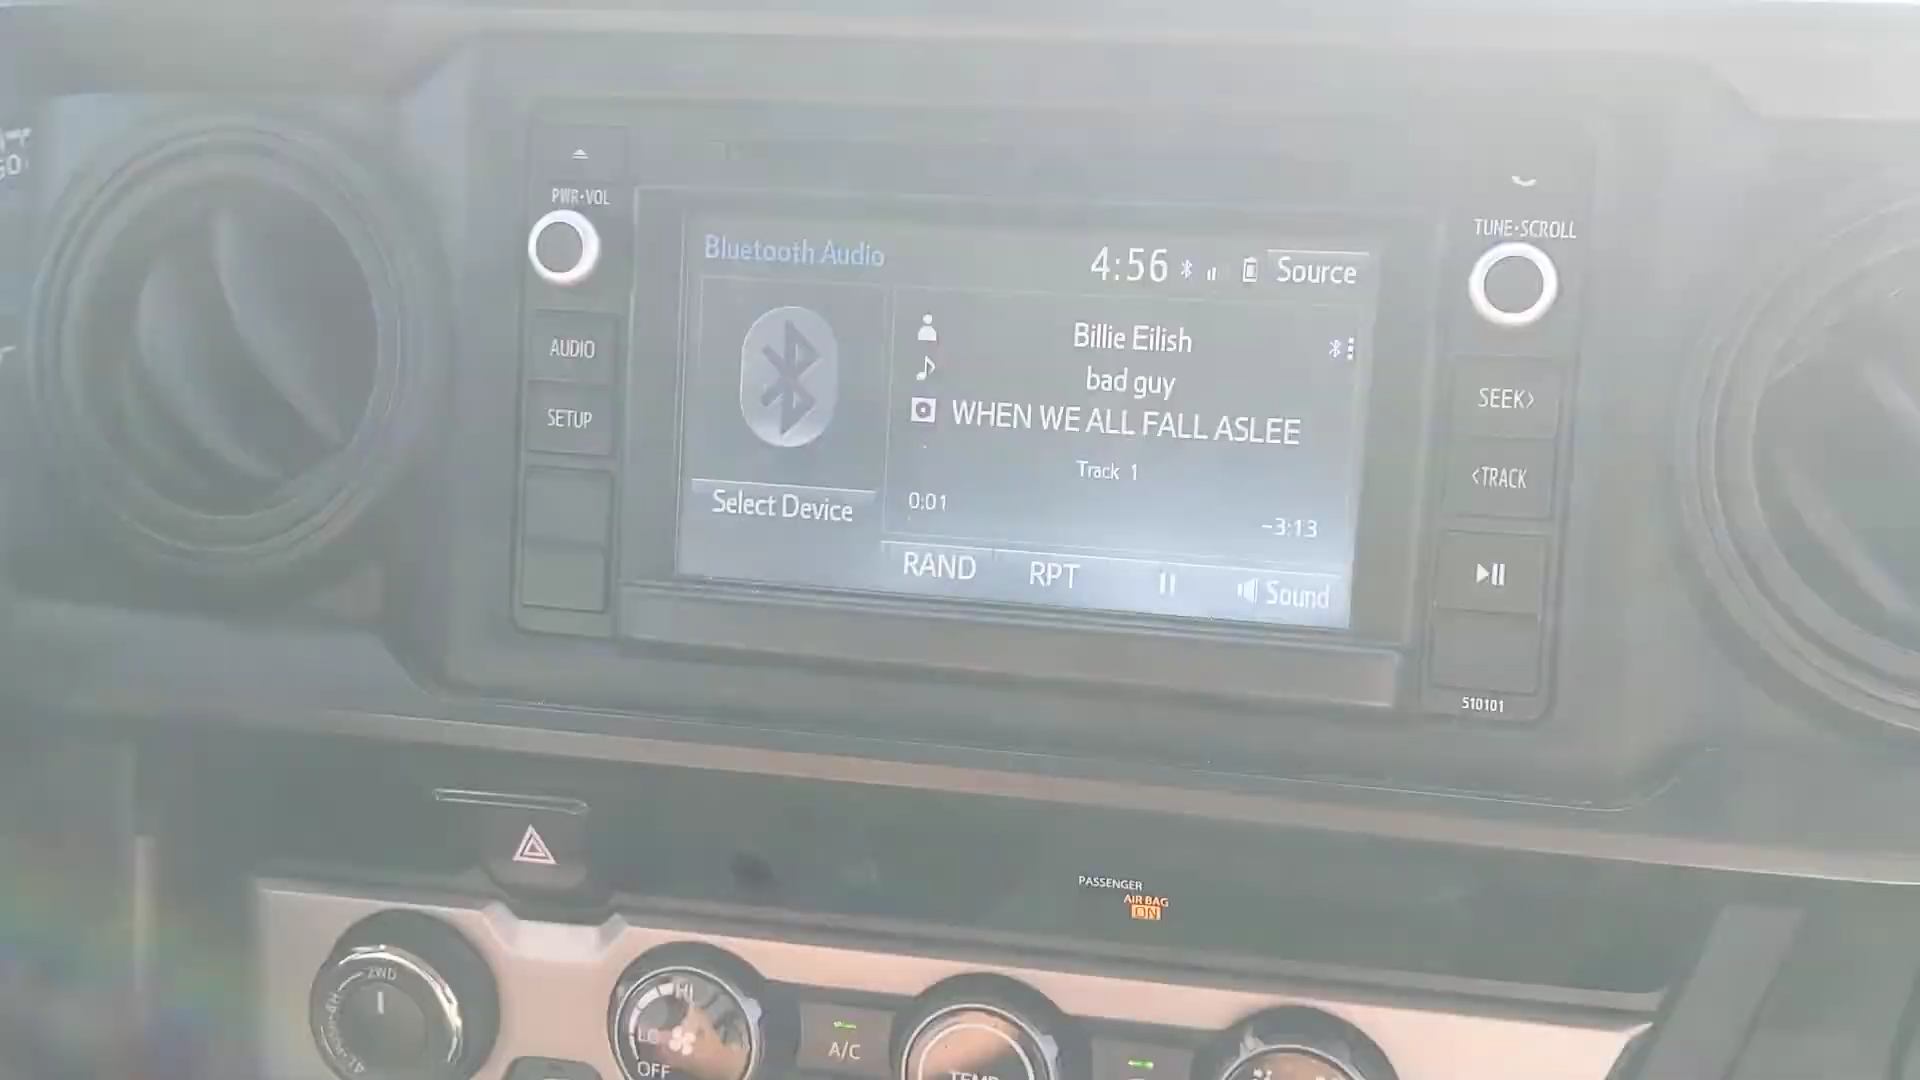 PWR•VOL
AUDIO
SETUP
Bluetooth Audio
4:56
Source
Billie Eilish
bad guy
WHEN WE ALL FALL ASLEE
Track 1
0:01
-3:13
Select Device
RAND
RPT
Sound
TUNE•SCROLL
SEEK>
<TRACK
510101
PASSENGER
AIR BAG
ON
2WD
HI
LO
OFF
A/C
TEMP